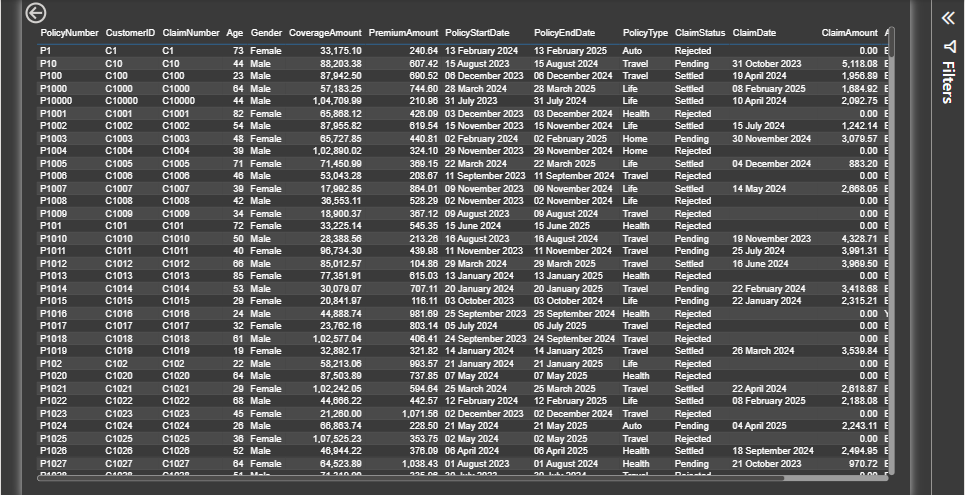 PolicyNumber CustomerID ClaimNumber Age Gender CoverageAmount PremiumAmount PolicyStartDate PolicyEndDate PolicyType ClaimStatus ClaimDate ClaimAmount A
P1 C1 C1 73 Female 33,175.10 240.64 13 February 2024 13 February 2025 Auto Rejected 0.00 E
P10 C10 C10 44 Male 88,203.38 607.42 15 August 2023 15 August 2024 Travel Pending 31 October 2023 5,118.08 E
P100 C100 C100 23 Male 87,942.50 690.52 06 December 2023 06 December 2024 Travel Settled 19 April 2024 1,956.89 E
P1000 C1000 C1000 64 Male 57,183.25 744.60 28 March 2024 28 March 2025 Life Settled 08 February 2025 1,684.92 E
P10000 C10000 C10000 44 Male 1,04,709.99 210.96 31 July 2023 31 July 2024 Life Settled 10 April 2024 2,092.75 E
P1001 C1001 C1001 82 Female 65,868.12 426.09 03 December 2023 03 December 2024 Health Rejected 0.00 E
P1002 C1002 C1002 54 Male 87,955.82 619.54 15 November 2023 15 November 2024 Life Settled 15 July 2024 1,242.14 E
P1003 C1003 C1003 48 Female 65,727.85 440.81 02 February 2024 02 February 2025 Home Pending 30 November 2024 3,079.57 E
P1004 C1004 C1004 39 Male 1,02,890.02 324.10 29 November 2023 29 November 2024 Home Rejected 0.00 E
P1005 C1005 C1005 71 Female 71,450.99 369.15 22 March 2024 22 March 2025 Life Settled 04 December 2024 883.20 E
P1006 C1006 C1006 46 Male 53,043.28 208.67 11 September 2023 11 September 2024 Travel Rejected 0.00 E
P1007 C1007 C1007 39 Female 17,992.85 864.01 09 November 2023 09 November 2024 Life Settled 14 May 2024 2,668.05 E
P1008 C1008 C1008 42 Male 36,553.11 528.29 02 November 2023 02 November 2024 Life Rejected 0.00 E
P1009 C1009 C1009 34 Female 18,900.37 367.12 09 August 2023 09 August 2024 Travel Rejected 0.00 E
P101 C101 C101 72 Female 33,225.14 545.35 15 June 2024 15 June 2025 Health Rejected 0.00 E
P1010 C1010 C1010 50 Male 28,388.56 213.26 16 August 2023 16 August 2024 Travel Pending 19 November 2023 4,328.71 E
P1011 C1011 C1011 40 Female 96,734.30 439.98 11 November 2023 11 November 2024 Travel Pending 25 July 2024 3,991.31 E
P1012 C1012 C1012 66 Male 85,012.57 104.86 29 March 2024 29 March 2025 Travel Settled 16 June 2024 3,969.50 E
P1013 C1013 C1013 85 Female 77,351.91 615.03 13 January 2024 13 January 2025 Health Rejected 0.00 E
P1014 C1014 C1014 53 Male 30,079.07 707.11 20 January 2024 20 January 2025 Travel Pending 22 February 2024 3,418.68 E
P1015 C1015 C1015 29 Female 20,841.97 116.11 03 October 2023 03 October 2024 Life Pending 22 January 2024 2,315.21 E
P1016 C1016 C1016 24 Male 44,888.74 981.69 25 September 2023 25 September 2024 Health Rejected 0.00 Y
P1017 C1017 C1017 32 Female 23,762.16 803.14 05 July 2024 05 July 2025 Travel Rejected 0.00 E
P1018 C1018 C1018 61 Male 1,02,577.04 406.41 24 September 2023 24 September 2024 Travel Rejected 0.00 E
P1019 C1019 C1019 19 Female 32,892.17 321.82 14 January 2024 14 January 2025 Travel Settled 26 March 2024 3,539.84 E
P102 C102 C102 22 Male 58,213.06 993.57 21 January 2024 21 January 2025 Life Rejected 0.00 E
P1020 C1020 C1020 64 Male 87,503.89 737.85 07 May 2024 07 May 2025 Health Rejected 0.00 E
P1021 C1021 C1021 29 Female 1,02,242.05 594.64 25 March 2024 25 March 2025 Travel Settled 22 April 2024 2,618.87 E
P1022 C1022 C1022 68 Male 44,666.22 442.57 12 February 2024 12 February 2025 Life Settled 08 February 2025 2,188.08 E
P1023 C1023 C1023 45 Female 21,260.00 1,071.56 02 December 2023 02 December 2024 Travel Rejected 0.00 E
P1024 C1024 C1024 26 Male 66,863.74 228.50 21 May 2024 21 May 2025 Auto Pending 04 April 2025 2,243.11 E
P1025 C1025 C1025 36 Female 1,07,525.23 353.75 02 May 2024 02 May 2025 Travel Rejected 0.00 E
P1026 C1026 C1026 52 Male 46,944.22 376.09 06 April 2024 06 April 2025 Health Settled 18 September 2024 2,494.95 E
P1027 C1027 C1027 64 Female 64,523.89 1,038.43 01 August 2023 01 August 2024 Health Pending 21 October 2023 970.72 E
Filters